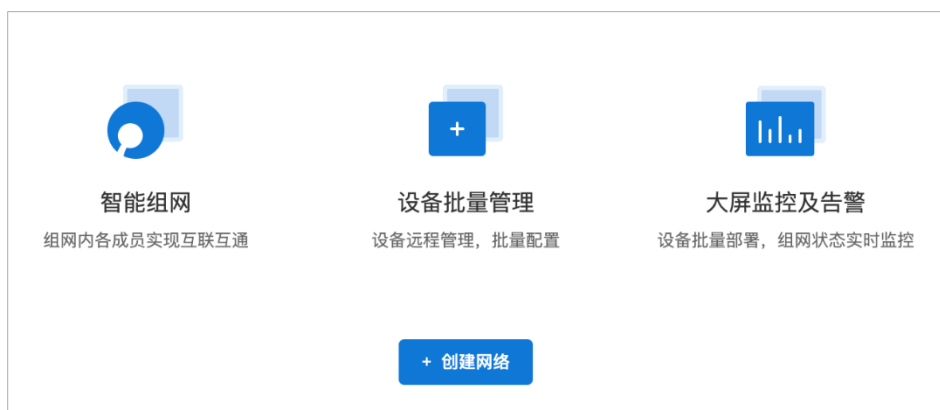 智能组网
组网内各成员实现互联互通
设备批量管理
设备远程管理，批量配置
大屏监控及告警
设备批量部署，组网状态实时监控
+ 创建网络